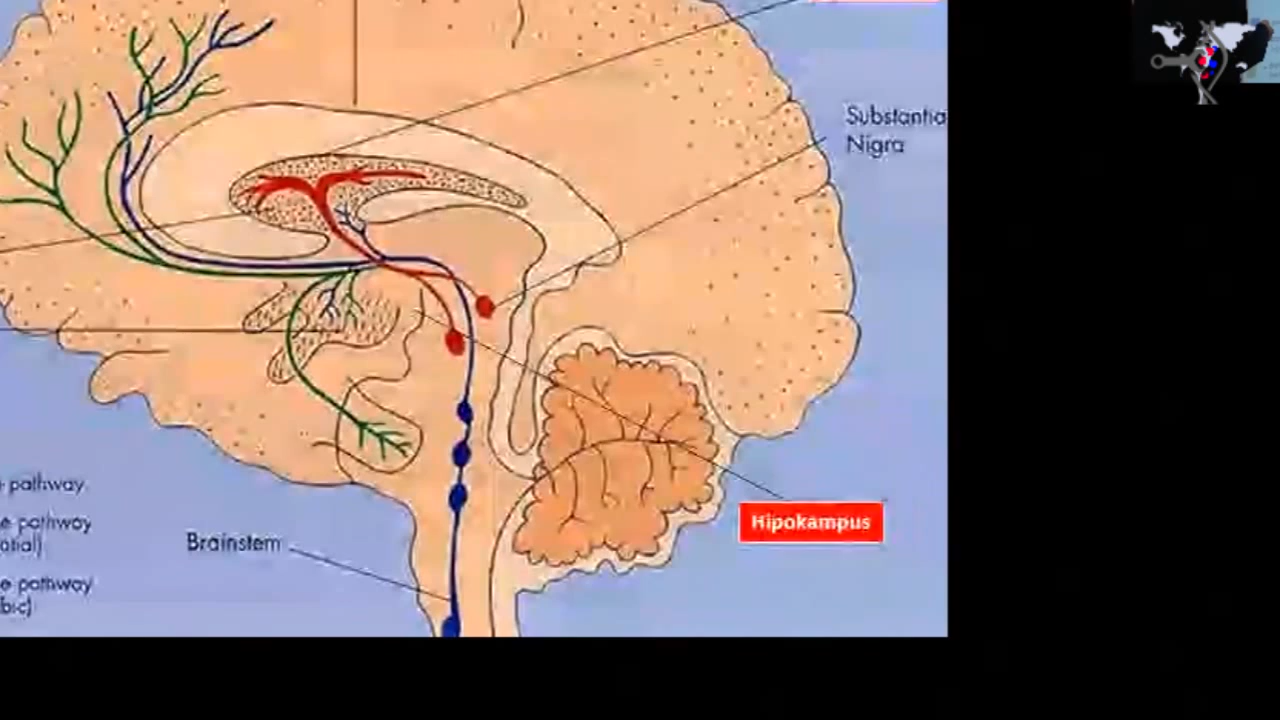 Substantia
Nigra
pathway
e pathway
e pathway
Brainstem
Hipokampus